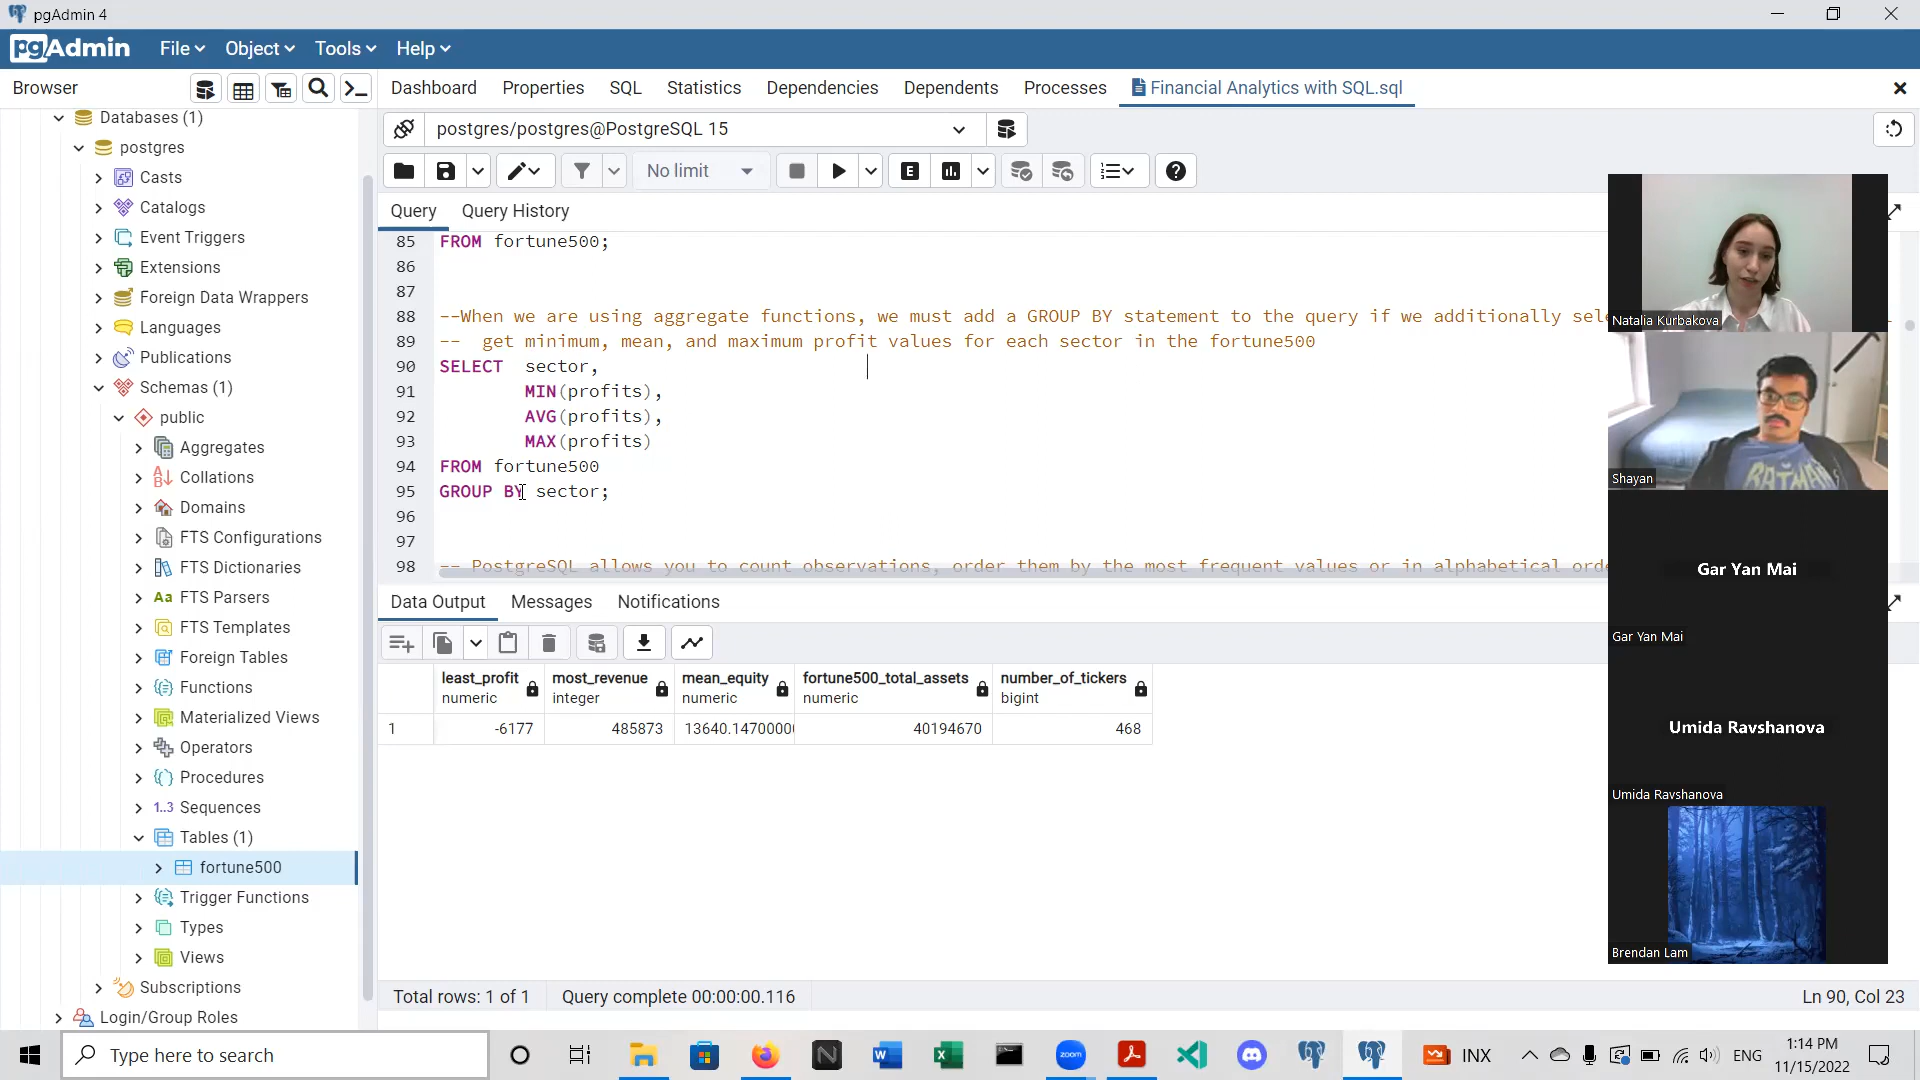 pgAdmin 4
pgAdmin File Object Tools Help
Browser
Dashboard Properties SQL Statistics Dependencies Dependents Processes Financial Analytics with SQL.sql
Databases (1)
postgres
Casts
Catalogs
Event Triggers
Extensions
Foreign Data Wrappers
Languages
Publications
Schemas (1)
public
Aggregates
Collations
Domains
FTS Configurations
FTS Dictionaries
Aa FTS Parsers
FTS Templates
Foreign Tables
Functions
Materialized Views
Operators
Procedures
1..3 Sequences
Tables (1)
fortune500
Trigger Functions
Types
Views
Subscriptions
Login/Group Roles
postgres/postgres@PostgreSQL 15
No limit
E
Query Query History
85 FROM fortune500;
86
87
88 --When we are using aggregate functions, we must add a GROUP BY statement to the query if we additionally sele
89 --  get minimum, mean, and maximum profit values for each sector in the fortune500
90 SELECT  sector,
91         MIN(profits),
92         AVG(profits),
93         MAX(profits)
94 FROM fortune500
95 GROUP BY sector;
96
97
98 -- PostgreSQL allows you to count observations, order them by the most frequent values or in alphabetical orde
Data Output Messages Notifications
least_profit most_revenue mean_equity fortune500_total_assets number_of_tickers
numeric integer numeric numeric bigint
1 -6177 485873 13640.1470000 40194670 468
Total rows: 1 of 1 Query complete 00:00:00.116 Ln 90, Col 23
Natalia Kurbakova
RATMAN
Shayan
Gar Yan Mai
Gar Yan Mai
Umida Ravshanova
Umida Ravshanova
Brendan Lam
Type here to search
zoom
INX
ENG
1:14 PM
11/15/2022